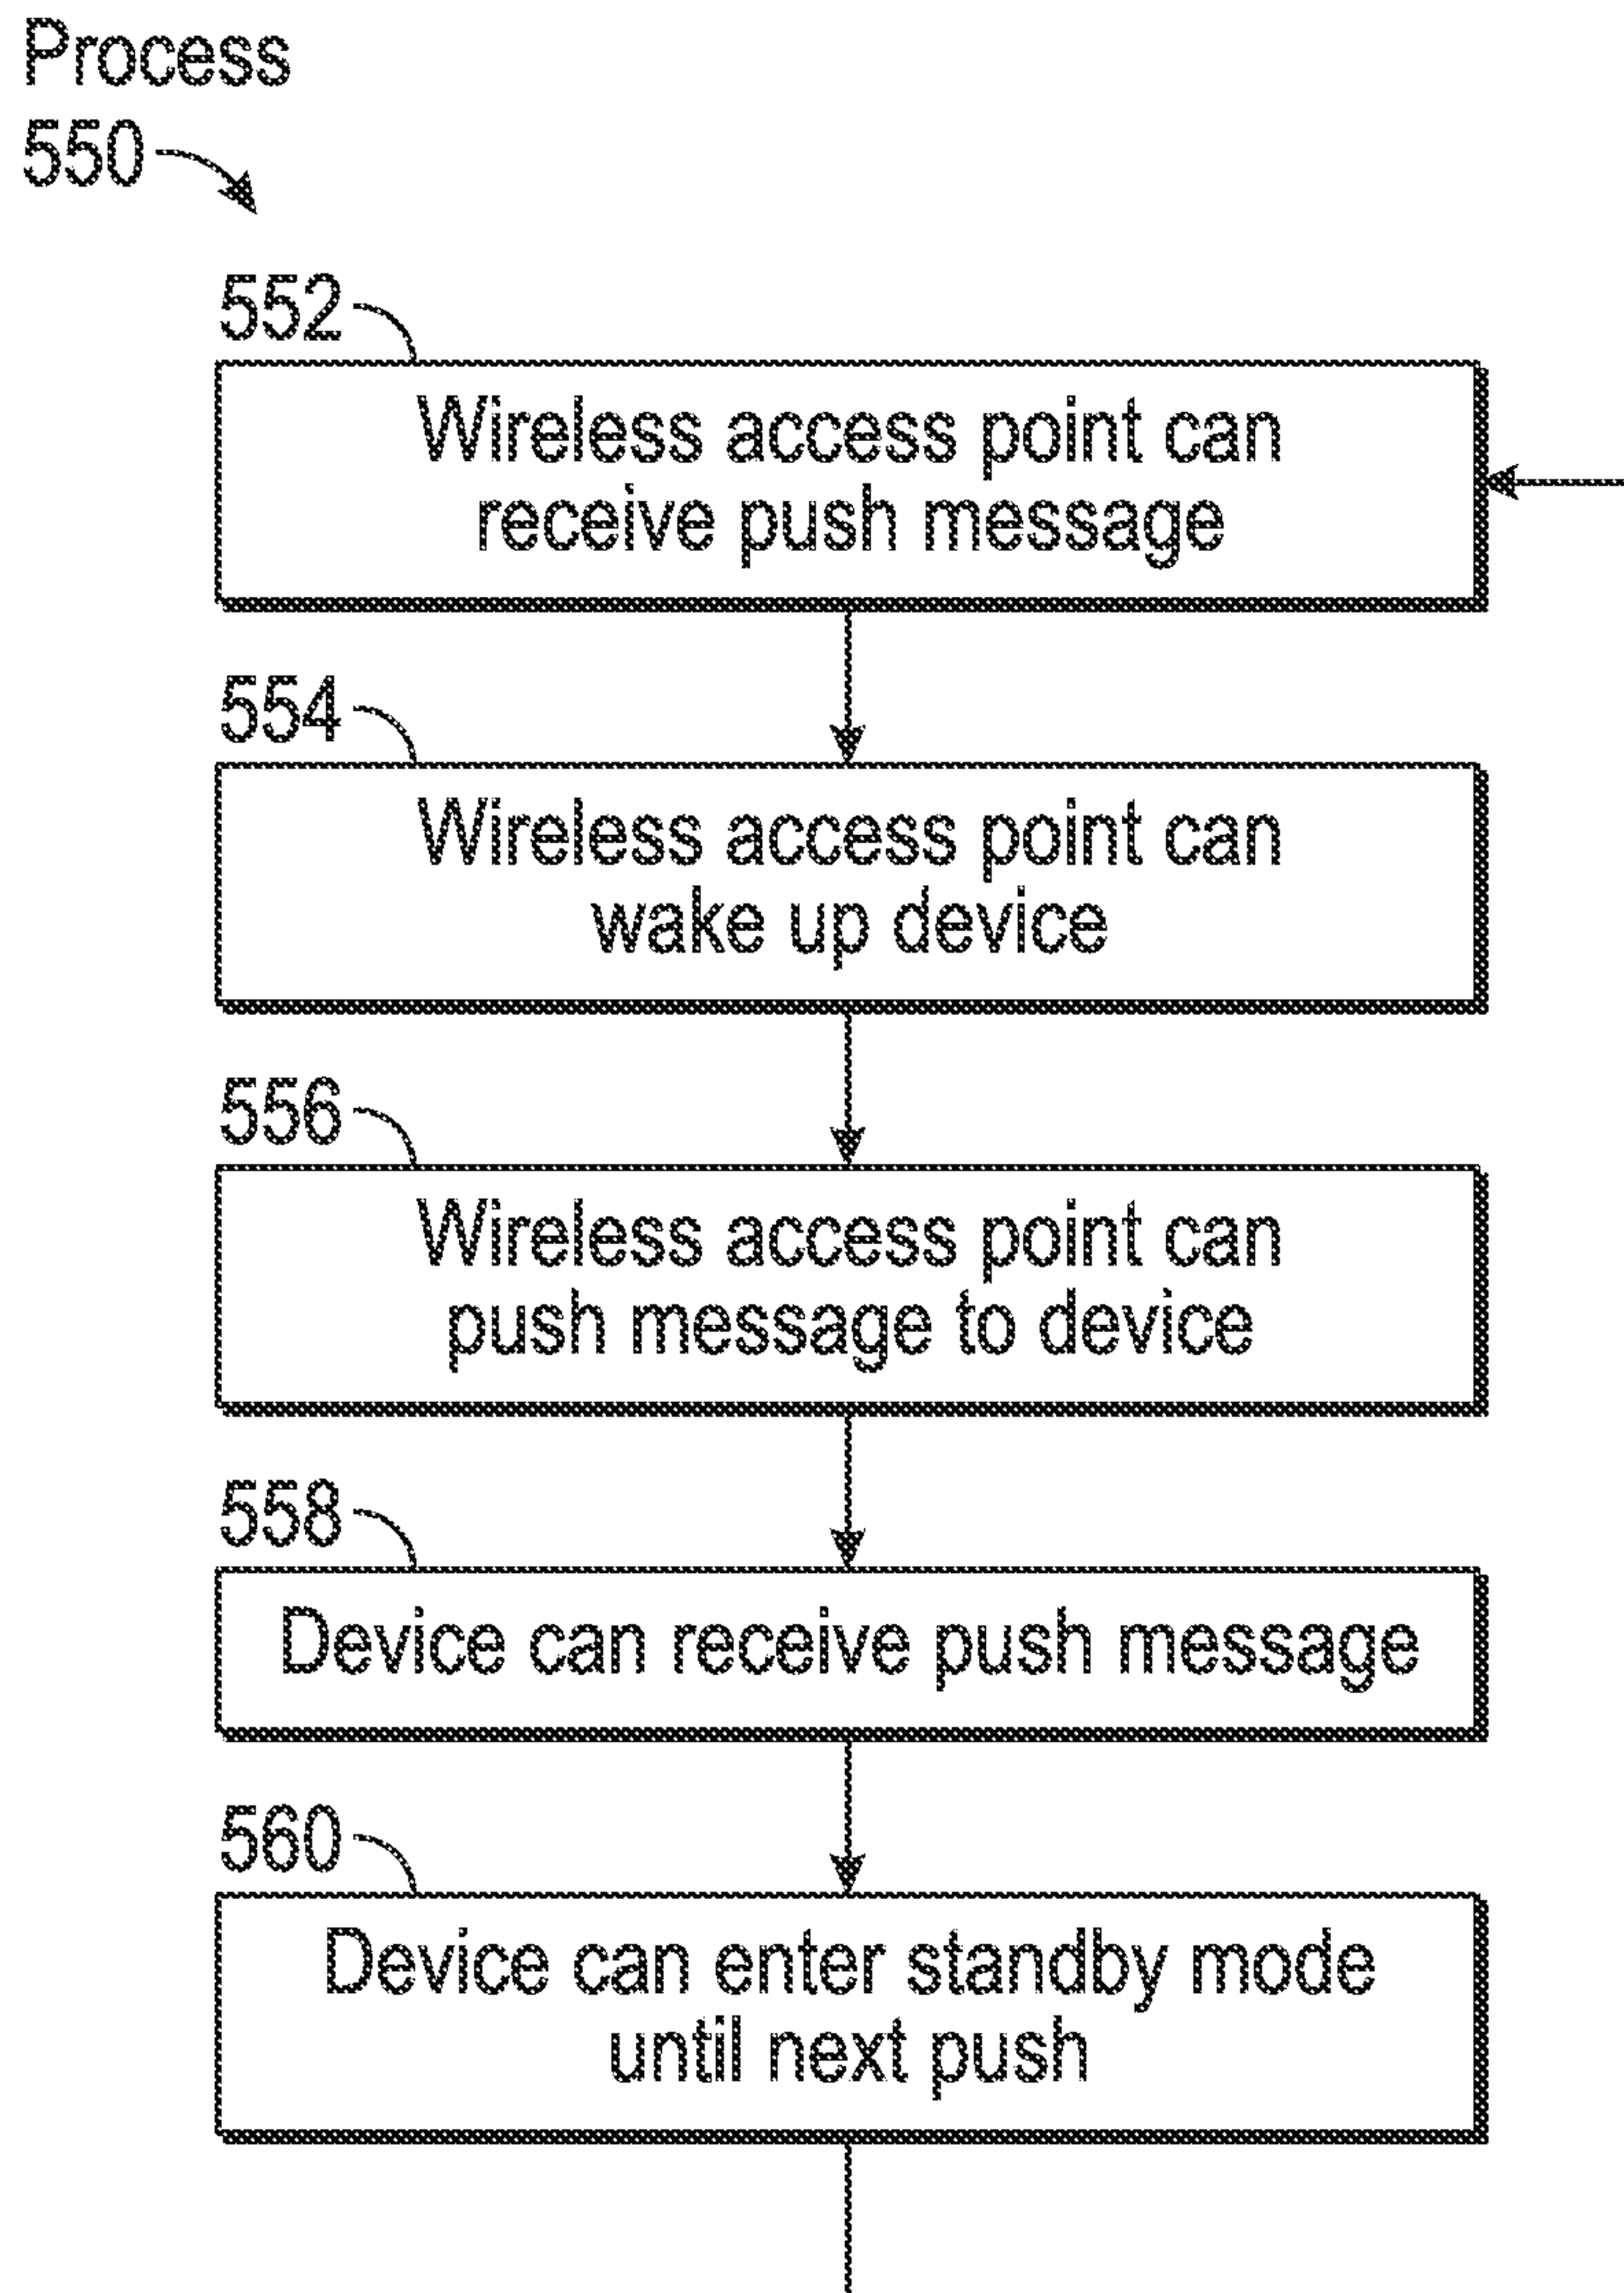 Process
550
552
Wireless access point can
receive push message
554
Wireless access point can
wake up device
556
Wireless access point can
push message to device
558
Device can receive push message
560
Device can enter standby mode
until next push